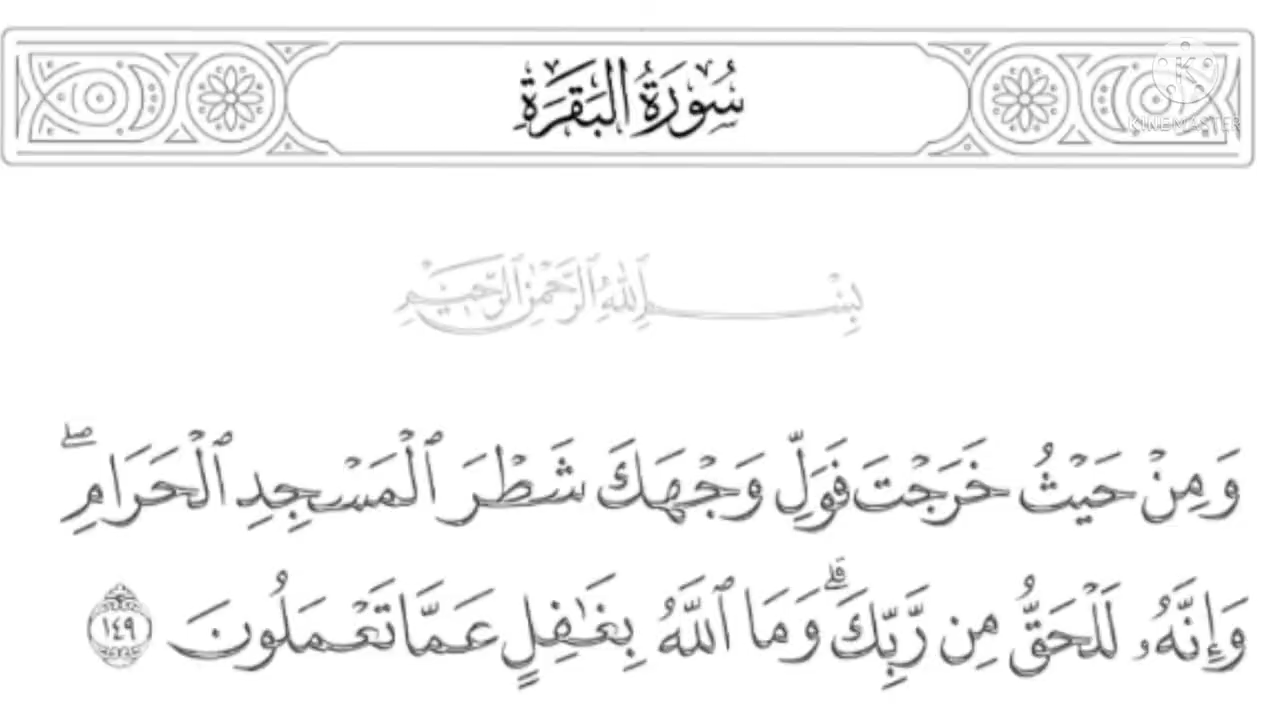 سُورَةُ البَقَرَةِ
KINEMASTER
بِسْمِ ٱللَّهِ ٱلرَّحْمَٰنِ ٱلرَّحِيمِ
وَمِنْ حَيْثُ خَرَجْتَ فَوَلِّ وَجْهَكَ شَطْرَ ٱلْمَسْجِدِ ٱلْحَرَامِ ۖ
وَإِنَّهُۥ لَلْحَقُّ مِن رَّبِّكَ ۗ وَمَا ٱللَّهُ بِغَٰفِلٍ عَمَّا تَعْمَلُونَ ١٤٩